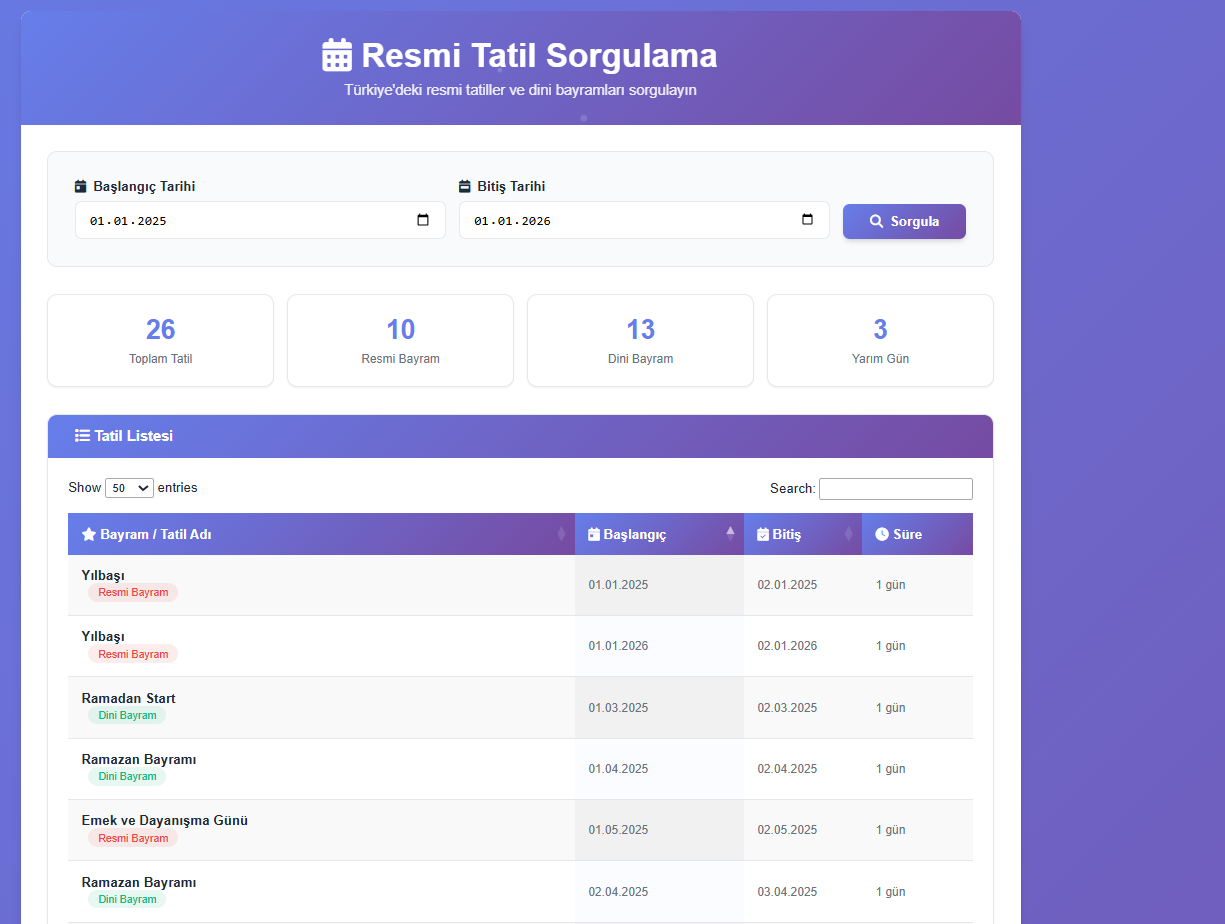 Resmi Tatil Sorgulama
Türkiye'deki resmi tatiller ve dini bayramları sorgulayın
Başlangıç Tarihi
Bitiş Tarihi
01.01.2025
01.01.2026
Sorgula
26
10
13
3
Toplam Tatil
Resmi Bayram
Dini Bayram
Yarım Gün
Tatil Listesi
Show 50 entries
Search:
Bayram / Tatil Adı Başlangıç Bitiş Süre
Yılbaşı
Resmi Bayram
01.01.2025 02.01.2025 1 gün
Yılbaşı
Resmi Bayram
01.01.2026 02.01.2026 1 gün
Ramadan Start
Dini Bayram
01.03.2025 02.03.2025 1 gün
Ramazan Bayramı
Dini Bayram
01.04.2025 02.04.2025 1 gün
Emek ve Dayanışma Günü
Resmi Bayram
01.05.2025 02.05.2025 1 gün
Ramazan Bayramı
Dini Bayram
02.04.2025 03.04.2025 1 gün